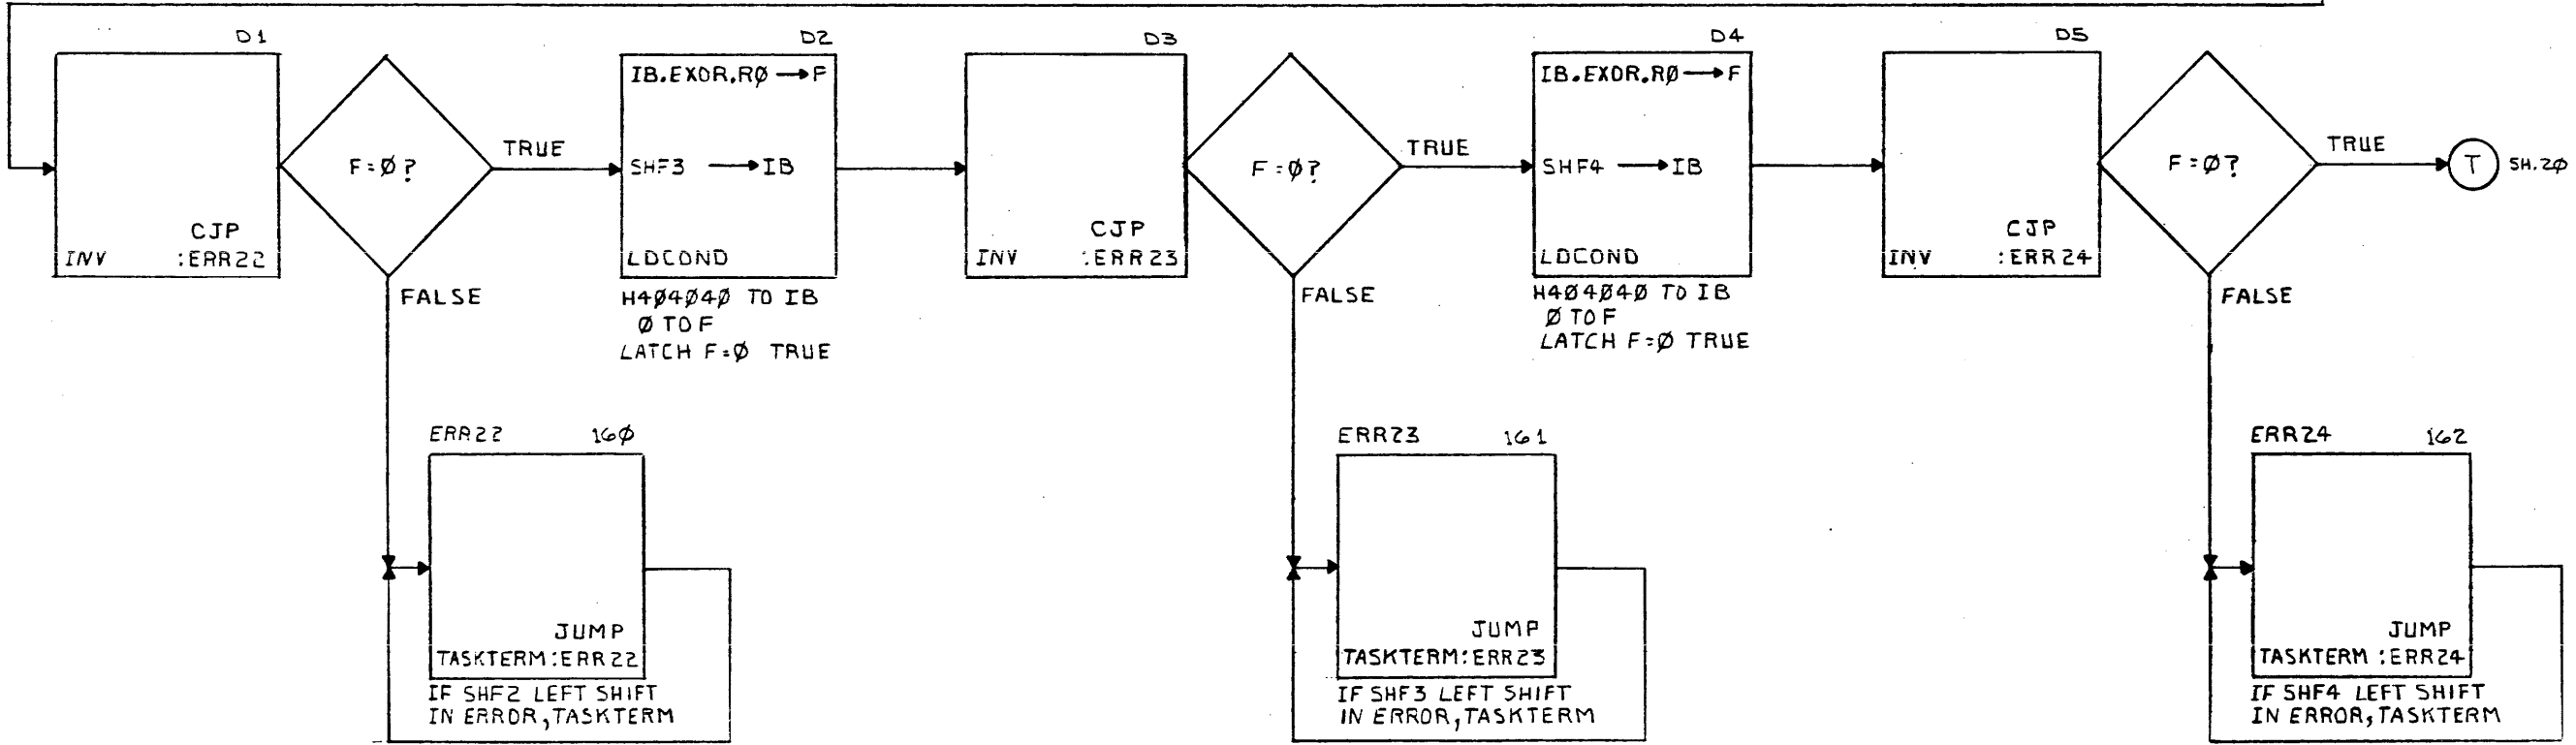 D1
CJP
INV :ERR22
F=Ø?
TRUE
FALSE
D2
IB.EXOR.RØ→F
SHF3 →IB
LDCOND
H4Ø4Ø4Ø TO IB
Ø TO F
LATCH F=Ø TRUE
D3
CJP
INV :ERR23
F=Ø?
TRUE
FALSE
D4
IB.EXOR.RØ→F
SHF4 →IB
LDCOND
H4Ø4Ø4Ø TO IB
Ø TO F
LATCH F=Ø TRUE
D5
CJP
INV :ERR24
F=Ø?
TRUE
FALSE
T SH.2Ø
ERR22 16Ø
JUMP
TASKTERM:ERR22
IF SHF2 LEFT SHIFT
IN ERROR,TASKTERM
ERR23 161
JUMP
TASKTERM:ERR23
IF SHF3 LEFT SHIFT
IN ERROR,TASKTERM
ERR24 162
JUMP
TASKTERM :ERR24
IF SHF4 LEFT SHIFT
IN ERROR,TASKTERM